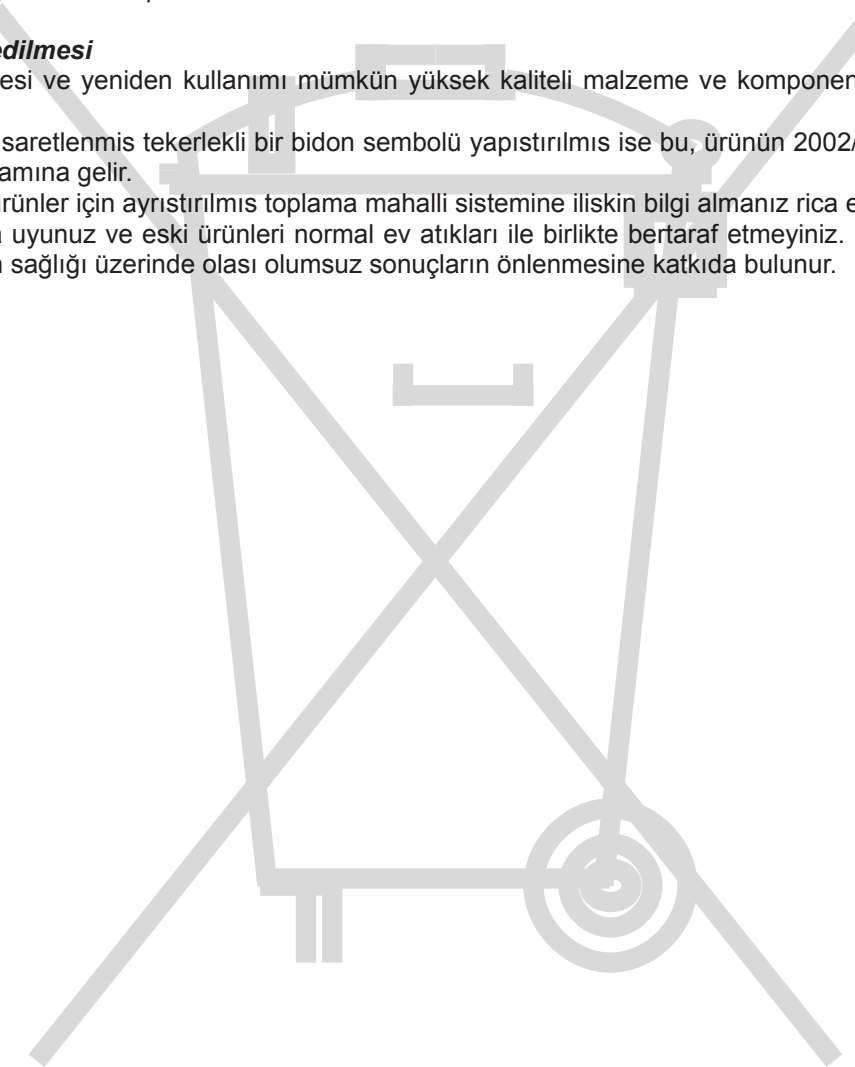 edilmesi
esi ve yeniden kullanımı mümkün yüksek kaliteli malzeme ve komponen
saretlenmis tekerlekli bir bidon sembolü yapıstırılmıs ise bu, ürünün 2002/
amına gelir.
ürünler için ayrıstırılmıs toplama mahalli sistemine iliskin bilgi almanız rica e
uyunuz ve eski ürünleri normal ev atıkları ile birlikte bertaraf etmeyiniz.
sağlığı üzerinde olası olumsuz sonuçların önlenmesine katkıda bulunur.